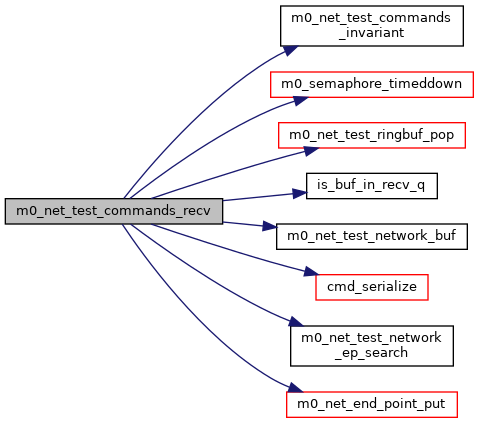 m0_net_test_commands
_invariant
m0_semaphore_timeddown
m0_net_test_ringbuf_pop
is_buf_in_recv_q
m0_net_test_commands_recv
m0_net_test_network_buf
cmd_serialize
m0_net_test_network
_ep_search
m0_net_end_point_put